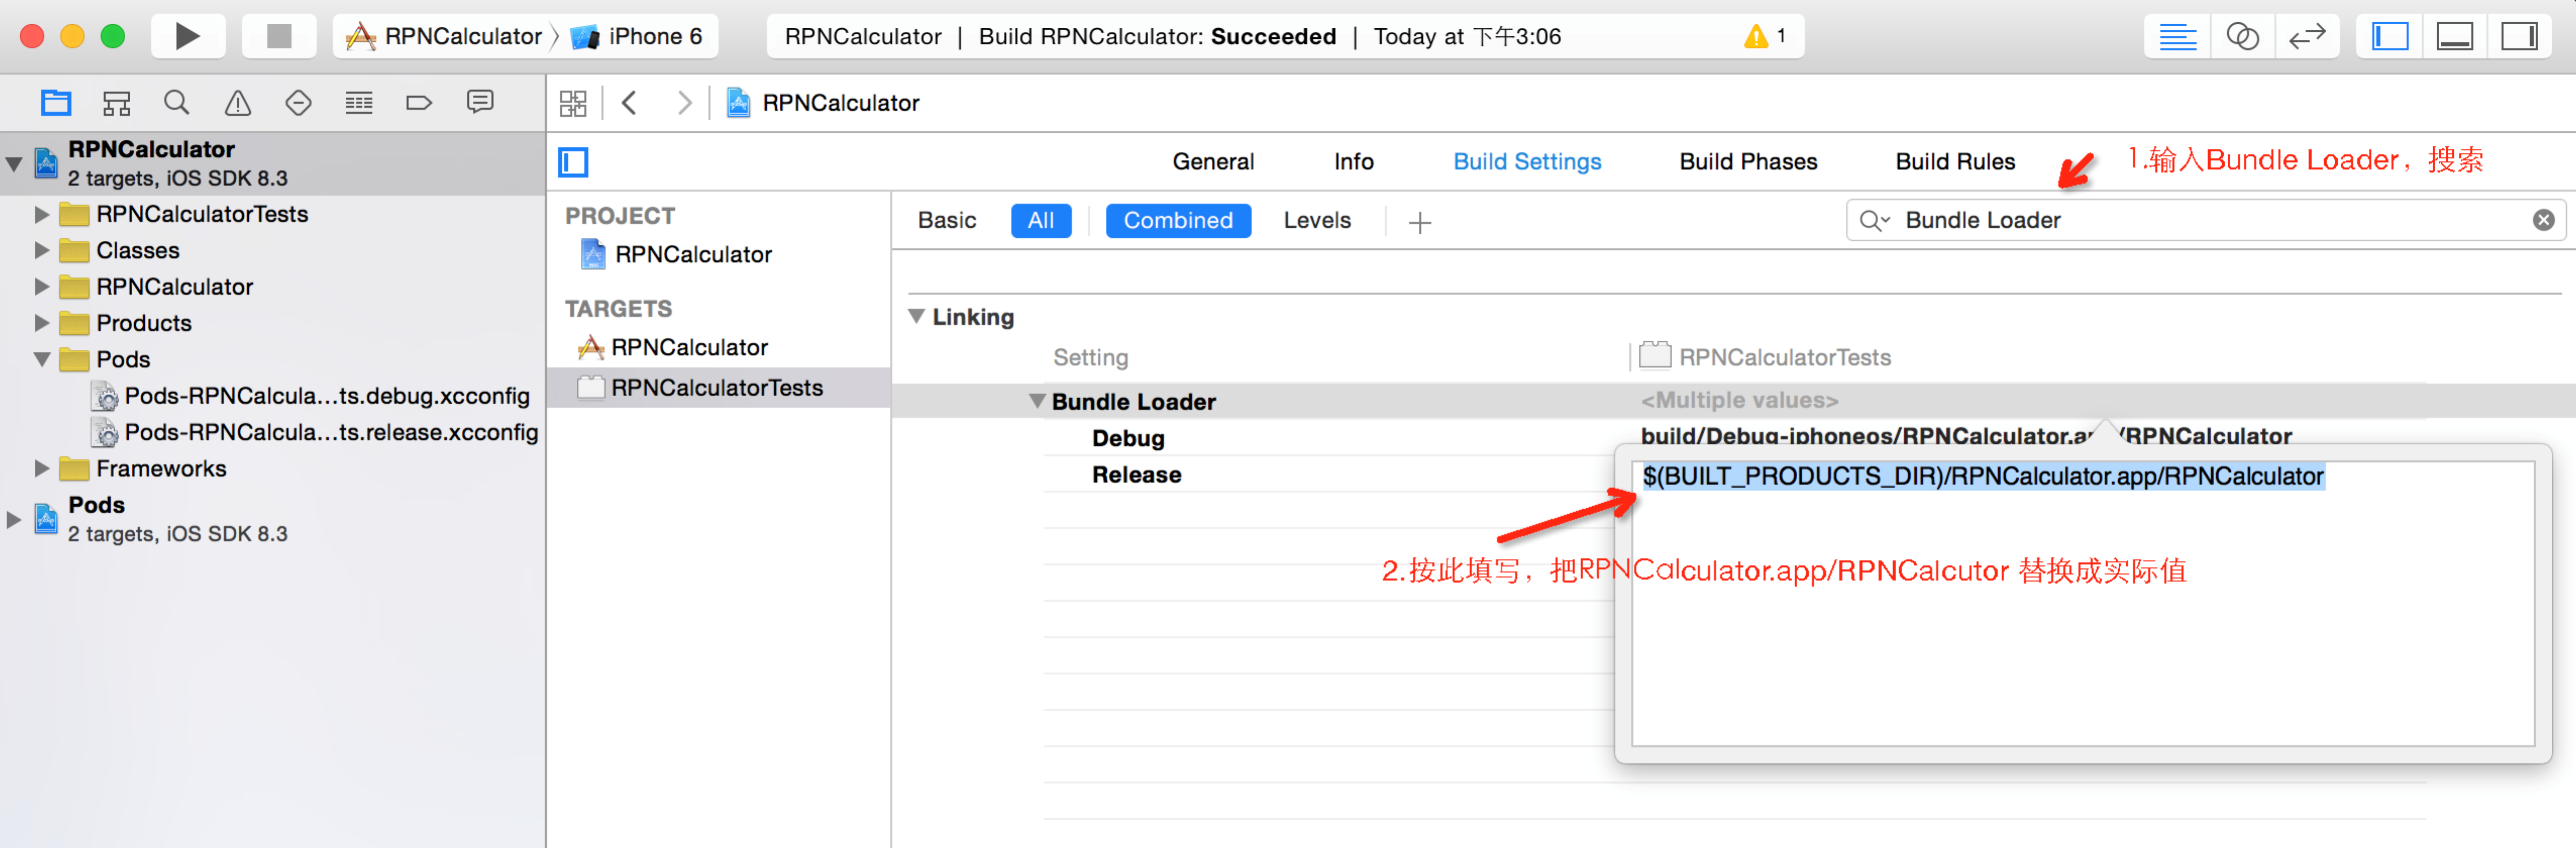 RPNCalculator
iPhone 6
RPNCalculator | Build RPNCalculator: Succeeded | Today at 下午3:06
1
RPNCalculator
RPNCalculator
2 targets, iOS SDK 8.3
RPNCalculatorTests
Classes
RPNCalculator
Products
Pods
Pods-RPNCalcula...ts.debug.xcconfig
Pods-RPNCalcula...ts.release.xcconfig
Frameworks
Pods
2 targets, iOS SDK 8.3
General Info Build Settings Build Phases Build Rules
1.输入Bundle Loader，搜索
PROJECT
RPNCalculator
TARGETS
RPNCalculator
RPNCalculatorTests
Basic All Combined Levels
Bundle Loader
Linking
Setting RPNCalculatorTests
Bundle Loader <Multiple values>
Debug build/Debug-iphoneos/RPNCalculator.ap /RPNCalculator
Release
$(BUILT_PRODUCTS_DIR)/RPNCalculator.app/RPNCalculator
2.按此填写，把RPNCalculator.app/RPNCalcutor 替换成实际值